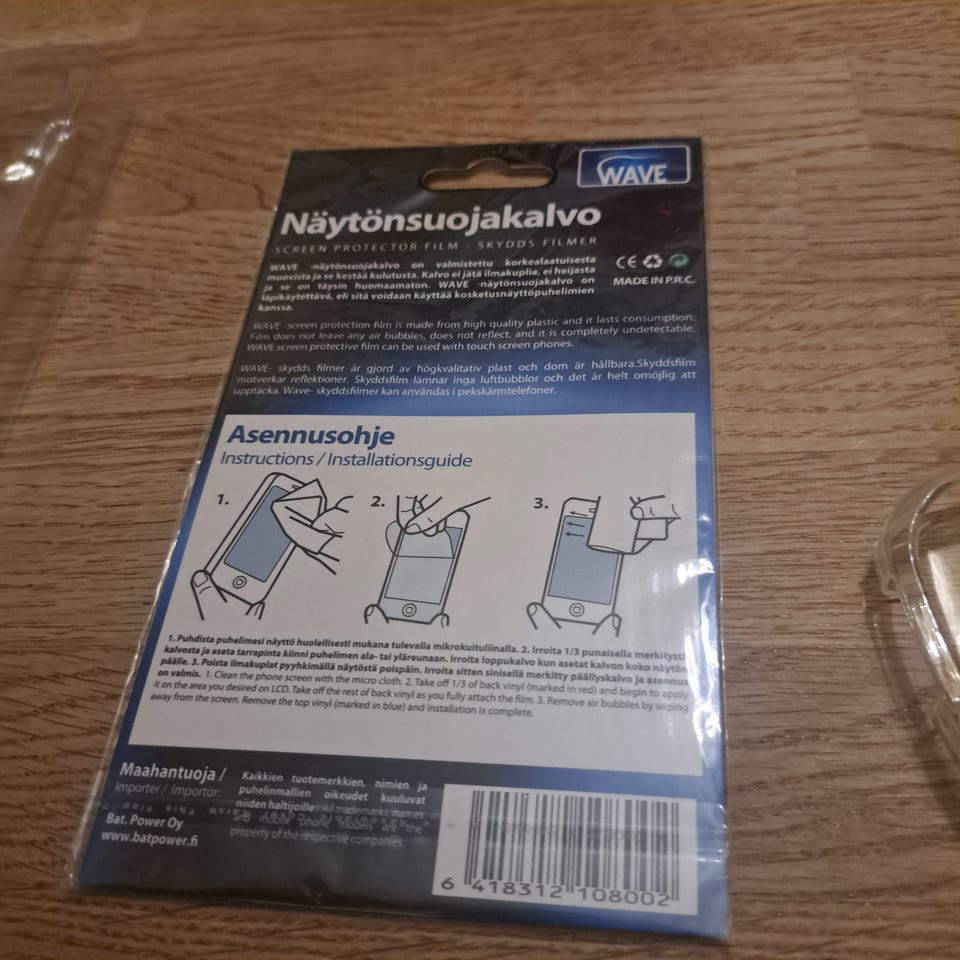 WAVE
Näytönsuojakalvo
SCREEN PROTECTOR FILM - SKYDDS FILMER
WAVE -näytönsuojakalvo on valmistettu korkealaatuisesta
muovista ja se kestää kulutusta. Kalvo ei jätä ilmakuplia, ei heijasta
ja se on täysin huomaamaton. WAVE -näytönsuojakalvo on
läpikäytettävä, eli sitä voidaan käyttää kosketusnäyttöpuhelimien
kanssa.
CE
MADE IN P.R.C.
WAVE -screen protection film is made from high quality plastic and it lasts consumption.
Film does not leave any air bubbles, does not reflect, and it is completely undetectable.
WAVE screen protective film can be used with touch screen phones.
WAVE- skydds filmer är gjord av högkvalitativ plast och dom är hållbara.Skyddsfilm
motverkar reflektioner. Skyddsfilm lämnar inga luftbubblor och det är helt omöjlig att
upptäcka. Wave- skyddsfilmer kan användas i pekskärmtelefoner.
Asennusohje
Instructions / Installationsguide
1.
2.
3.
1. Puhdista puhelimesi näyttö huolellisesti mukana tulevalla mikrokuituliinalla. 2. Irroita 1/3 punaisella merkitystä
kalvosta ja aseta tarrapinta kiinni puhelimen ala- tai yläreunaan. Irroita loppukalvo kun asetat kalvon koko näytön
päälle. 3. Poista ilmakuplat pyyhkimällä näytöstä poispäin. Irroita sitten sinisellä merkitty päällyskalvo ja asennus
on valmis. 1. Clean the phone screen with the micro cloth. 2. Take off 1/3 of back vinyl (marked in red) and begin to apply
it on the area you desired on LCD. Take off the rest of back vinyl as you fully attach the film. 3. Remove air bubbles by wiping
away from the screen. Remove the top vinyl (marked in blue) and installation is complete.
Maahantuoja /
Importer / Importör:
Bat. Power Oy
www.batpower.fi
Kaikkien tuotemerkkien, nimien ja
puhelinmallien oikeudet kuuluvat
niiden haltijoille. All trademarks names
and mobile phone models are the
property of the respective companies.
6 418312 108002